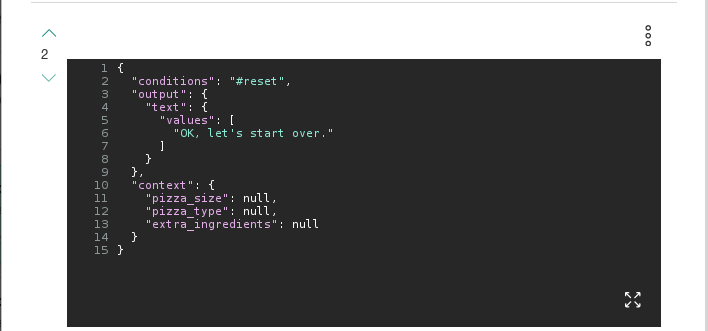 2
1 {
2   "conditions": "#reset",
3   "output": {
4     "text": {
5       "values": [
6         "OK, let's start over."
7       ]
8     }
9   },
10   "context": {
11     "pizza_size": null,
12     "pizza_type": null,
13     "extra_ingredients": null
14   }
15 }